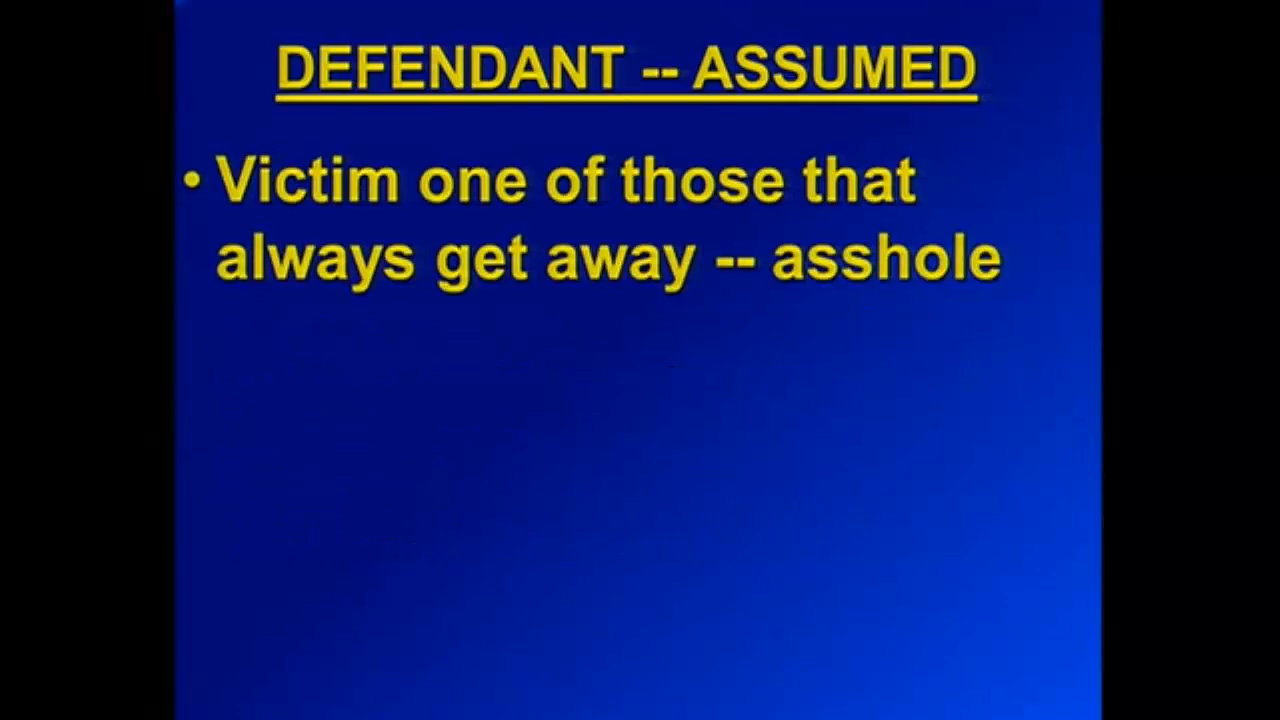 DEFENDANT -- ASSUMED
• Victim one of those that
always get away -- asshole